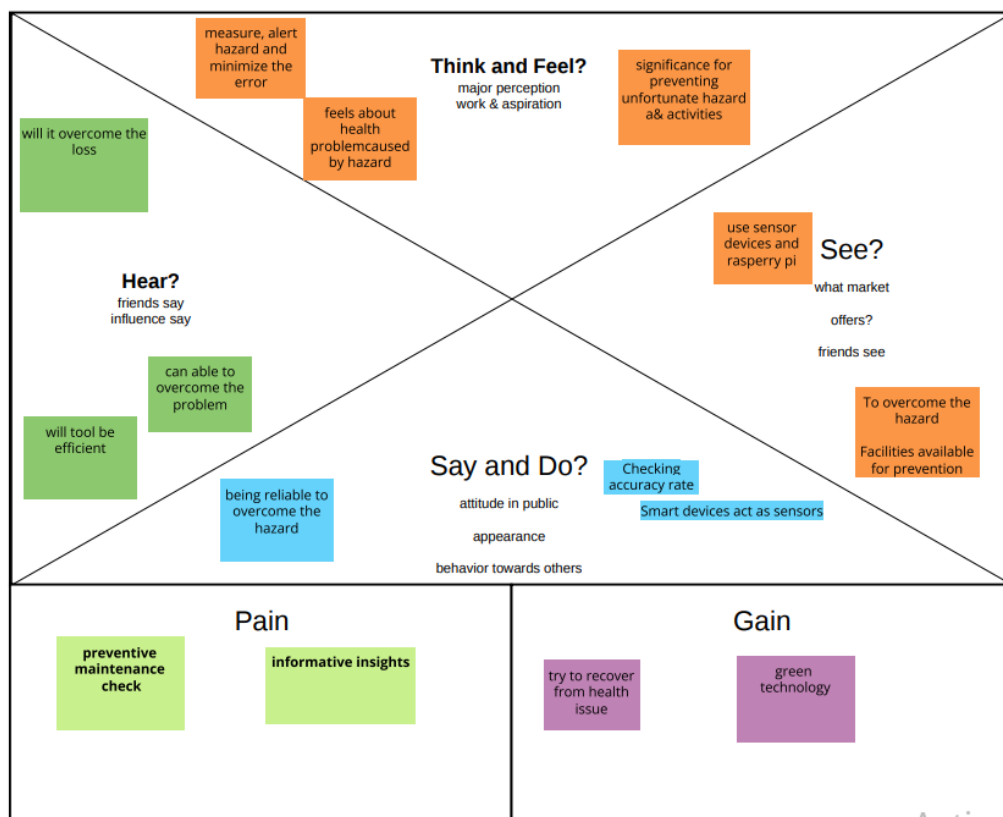 measure, alert
hazard and
minimize the
error
feels about
health
problemcaused
by hazard
Think and Feel?
major perception
work & aspiration
significance for
preventing
unfortunate hazard
a& activities
will it overcome the
loss
Hear?
friends say
influence say
can able to
overcome the
problem
will tool be
efficient
use sensor
devices and
rasperry pi
See?
what market
offers?
friends see
To overcome the
hazard
Facilities available
for prevention
being reliable to
overcome the
hazard
Say and Do?
attitude in public
appearance
behavior towards others
Checking
accuracy rate
Smart devices act as sensors
Pain
preventive
maintenance
check
informative insights
Gain
try to recover
from health
issue
green
technology